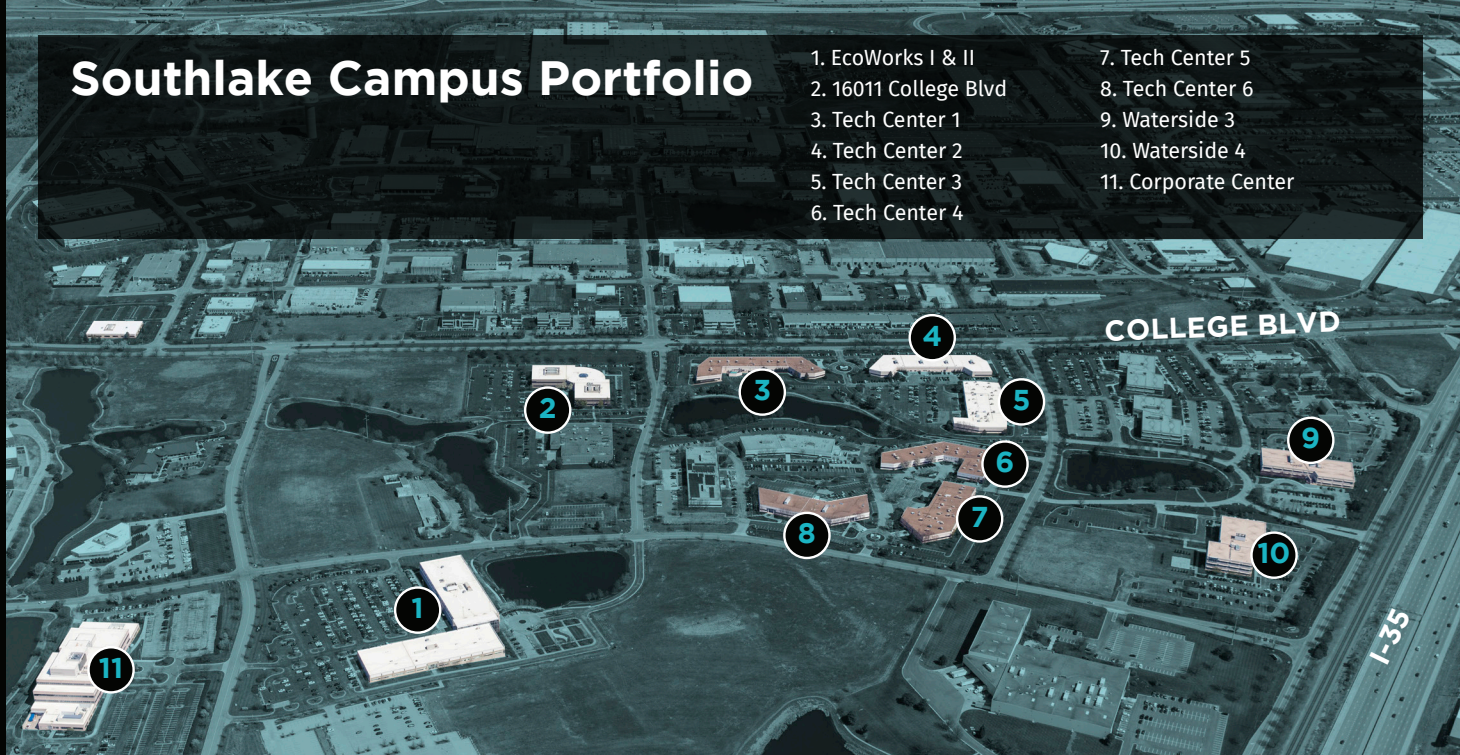 Southlake Campus Portfolio
1. EcoWorks I & II
2. 16011 College Blvd
3. Tech Center 1
4. Tech Center 2
5. Tech Center 3
6. Tech Center 4
7. Tech Center 5
8. Tech Center 6
9. Waterside 3
10. Waterside 4
11. Corporate Center
COLLEGE BLVD
4
3
5
2
9
6
7
8
10
1
I-35
11